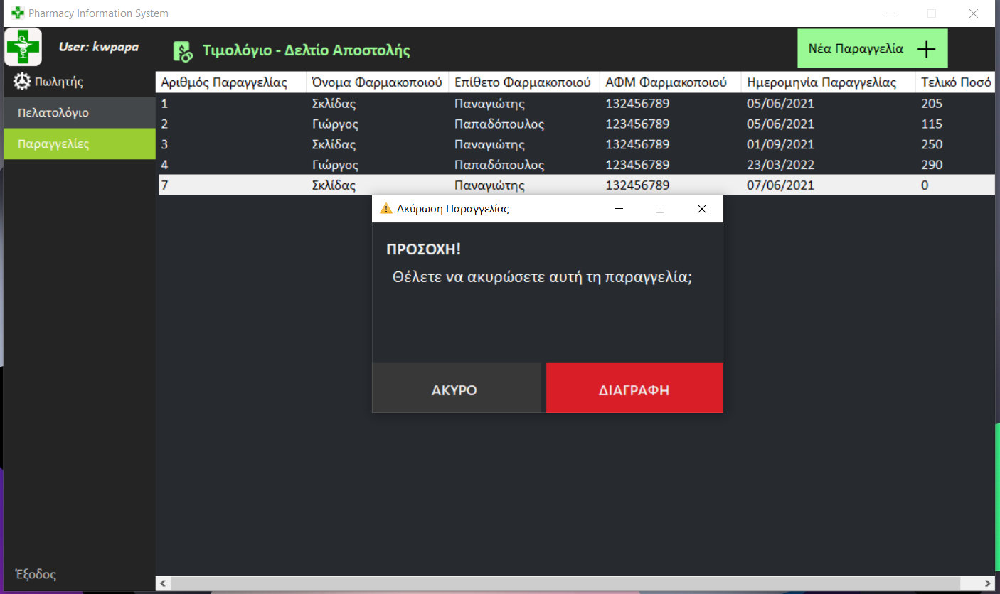 Pharmacy Information System
User: kwpapa
Τιμολόγιο - Δελτίο Αποστολής
Νέα Παραγγελία
Πωλητής
Πελατολόγιο
Παραγγελίες
Έξοδος
Αριθμός Παραγγελίας Όνομα Φαρμακοποιού Επίθετο Φαρμακοποιού ΑΦΜ Φαρμακοποιού Ημερομηνία Παραγγελίας Τελικό Ποσό
1 Σκλίδας Παναγιώτης 132456789 05/06/2021 205
2 Γιώργος Παπαδόπουλος 123456789 05/06/2021 115
3 Σκλίδας Παναγιώτης 132456789 01/09/2021 250
4 Γιώργος Παπαδόπουλος 123456789 23/03/2022 290
7 Σκλίδας Παναγιώτης 132456789 07/06/2021 0
Ακύρωση Παραγγελίας
ΠΡΟΣΟΧΗ!
Θέλετε να ακυρώσετε αυτή τη παραγγελία;
ΑΚΥΡΟ
ΔΙΑΓΡΑΦΗ